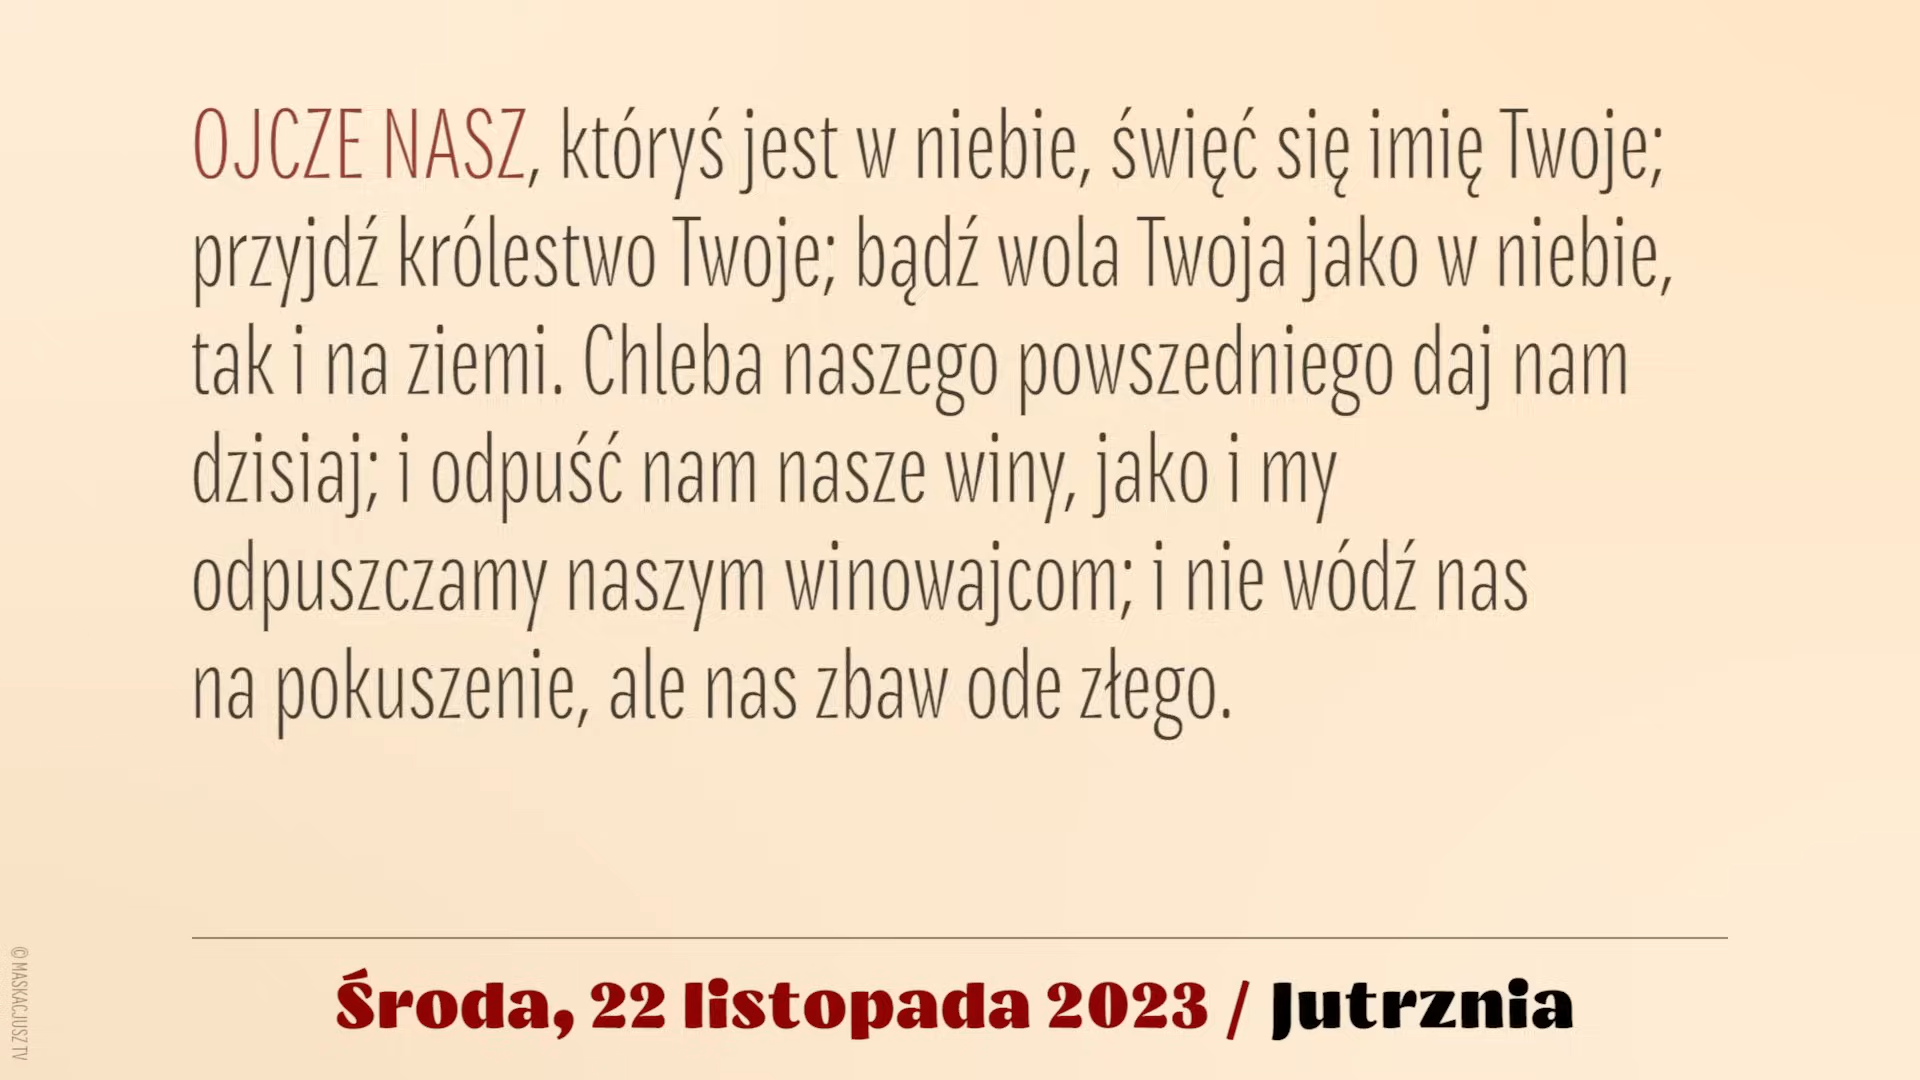 OJCZE NASZ, któryś jest w niebie, święć się imię Twoje;
przyjdź królestwo Twoje; bądź wola Twoja jako w niebie,
tak i na ziemi. Chleba naszego powszedniego daj nam
dzisiaj; i odpuść nam nasze winy, jako i my
odpuszczamy naszym winowajcom; i nie wódź nas
na pokuszenie, ale nas zbaw ode złego.
Środa, 22 listopada 2023 / Jutrznia
© MASKACJUSZ TV